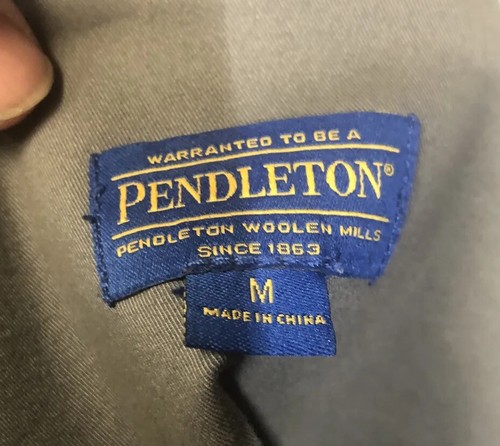 WARRANTED TO BE A
PENDLETON®
PENDLETON WOOLEN MILLS
SINCE 1863
M
MADE IN CHINA